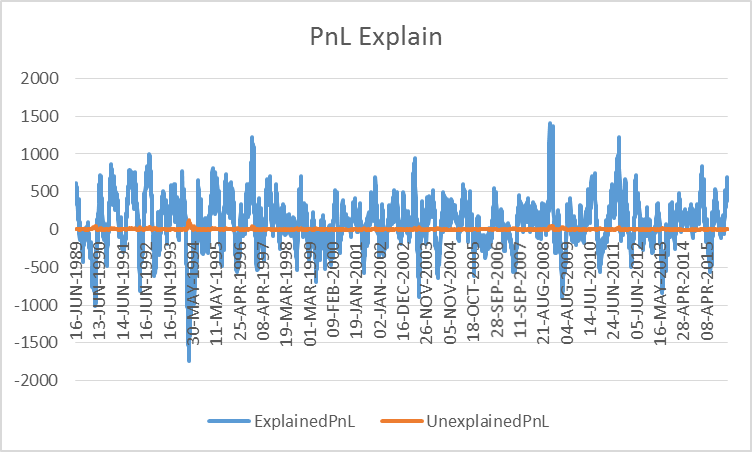 PnL Explain
2000
1500
1000
500
0
-500
-1000
-1500
-2000
16-JUN-1989
13-JUN-1990
14-JUN-1991
16-JUN-1992
16-JUN-1993
30-MAY-1994
11-MAY-1995
25-APR-1996
08-APR-1997
19-MAR-1998
01-MAR-1999
09-FEB-2000
19-JAN-2001
02-JAN-2002
16-DEC-2002
26-NOV-2003
05-NOV-2004
18-OCT-2005
28-SEP-2006
11-SEP-2007
21-AUG-2008
04-AUG-2009
14-JUL-2010
24-JUN-2011
05-JUN-2012
16-MAY-2013
28-APR-2014
08-APR-2015
ExplainedPnL UnexplainedPnL